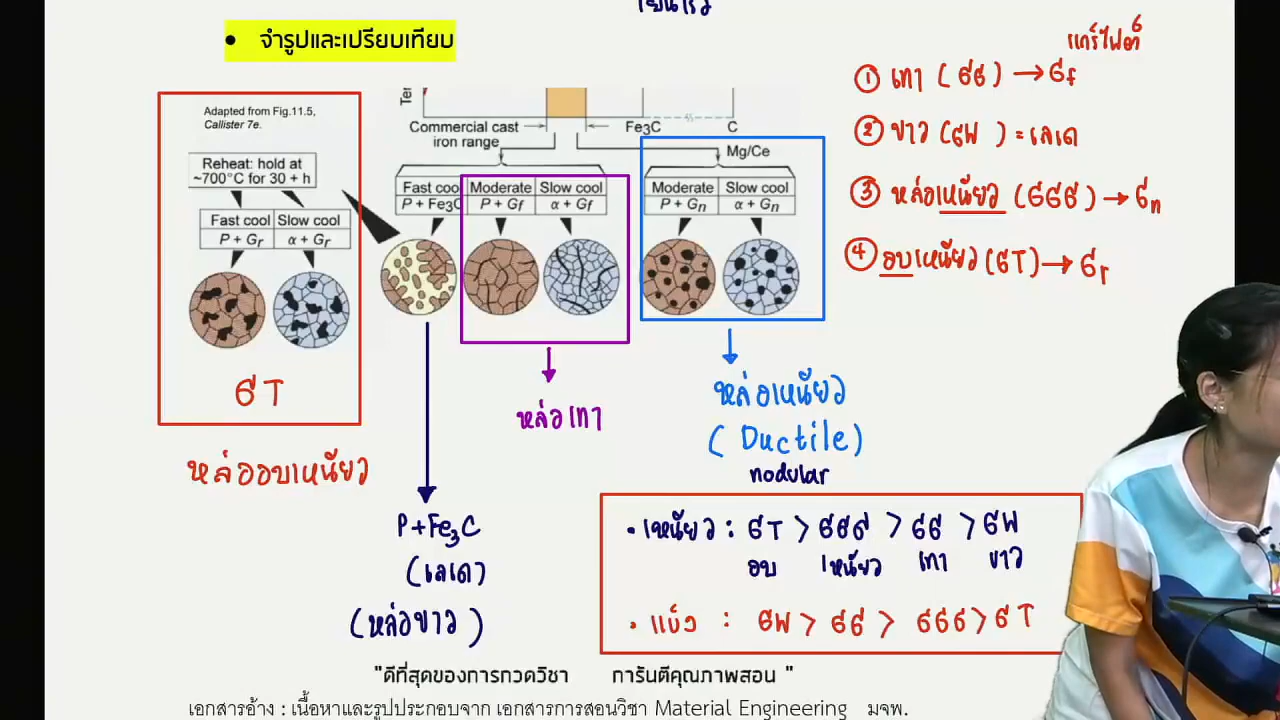 เย็นเร็ว
• จำรูปและเปรียบเทียบ
Adapted from Fig.11.5,
Callister 7e.
Reheat: hold at
~700°C for 30 + h
Fast cool Slow cool
P + Gr α + Gr
GT
หล่ออบเหนียว
Commercial cast
iron range
Fe3C
C
Mg/Ce
Fast cool Moderate Slow cool
P + Fe3C P + Gf α + Gf
Moderate Slow cool
P + Gn α + Gn
P+Fe3C
(เลเด)
(หล่อขาว)
หล่อเทา
หล่อเหนียว
(Ductile)
nodular
แกร์ไฟต์
① เทา (GG) → Gf
② ขาว (GW) = เลเด
③ หล่อเหนียว (GGG) → Gn
④ อบเหนียว (GT) → Gr
• เหนียว : GT > GGG > GG > GW
อบ เหนียว เทา ขาว
• แข็ง : GW > GG > GGG > GT
"ดีที่สุดของการกวดวิชา การันตีคุณภาพสอน "
เอกสารอ้าง : เนื้อหาและรูปประกอบจาก เอกสารการสอนวิชา Material Engineering มจพ.